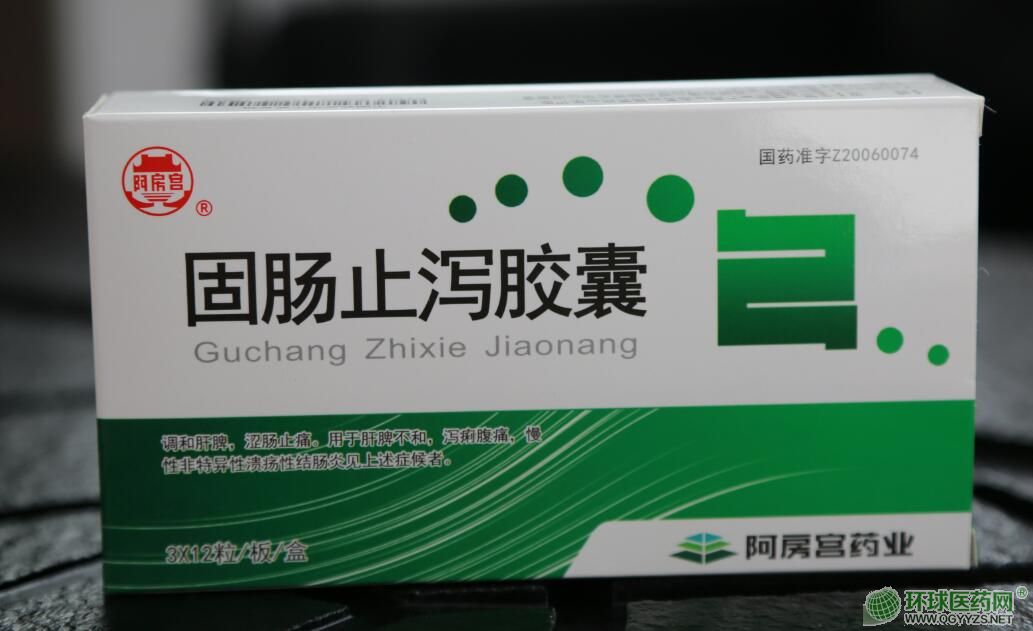 国药准字Z20060074
阿房宫
®
固肠止泻胶囊
Guchang Zhixie Jiaonang
调和肝脾，涩肠止痛。用于肝脾不和，泻痢腹痛，慢
性非特异性溃疡性结肠炎见上述症候者。
3X12粒/板/盒
阿房宫药业
环球医药网®
WWW.QGYYZS.NET